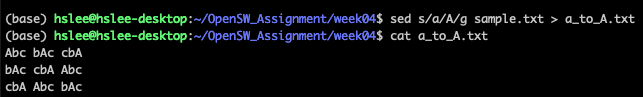 (base) hslee@hslee-desktop:~/OpenSW_Assignment/week04$ sed s/a/A/g sample.txt > a_to_A.txt
(base) hslee@hslee-desktop:~/OpenSW_Assignment/week04$ cat a_to_A.txt
Abc bAc cbA
bAc cbA Abc
cbA Abc bAc